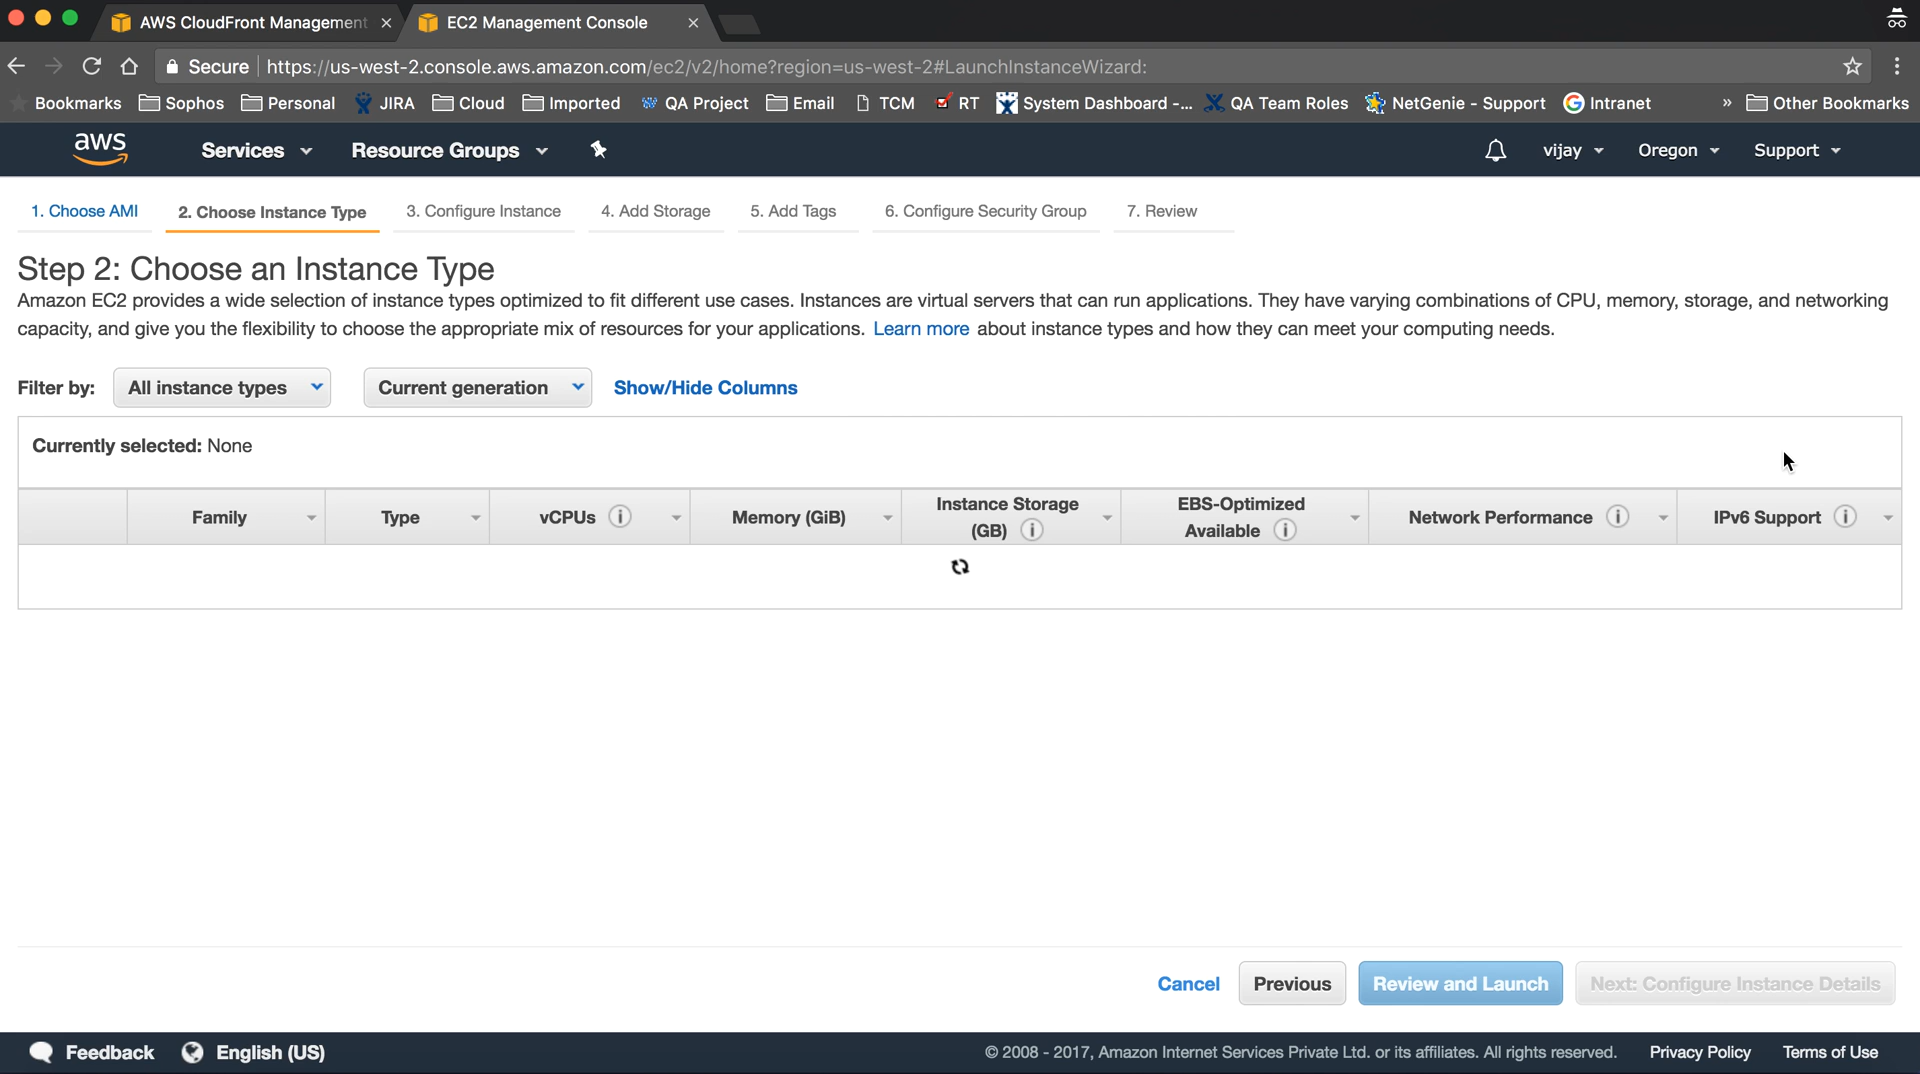 AWS CloudFront Management
EC2 Management Console
Secure https://us-west-2.console.aws.amazon.com/ec2/v2/home?region=us-west-2#LaunchInstanceWizard:
Bookmarks Sophos Personal JIRA Cloud Imported QA Project Email TCM RT System Dashboard -... QA Team Roles NetGenie - Support Intranet » Other Bookmarks
aws Services Resource Groups vijay Oregon Support
1. Choose AMI 2. Choose Instance Type 3. Configure Instance 4. Add Storage 5. Add Tags 6. Configure Security Group 7. Review
Step 2: Choose an Instance Type
Amazon EC2 provides a wide selection of instance types optimized to fit different use cases. Instances are virtual servers that can run applications. They have varying combinations of CPU, memory, storage, and networking
capacity, and give you the flexibility to choose the appropriate mix of resources for your applications. Learn more about instance types and how they can meet your computing needs.
Filter by: All instance types Current generation Show/Hide Columns
Currently selected: None
Family Type vCPUs Memory (GiB) Instance Storage (GB) EBS-Optimized Available Network Performance IPv6 Support
Cancel Previous Review and Launch Next: Configure Instance Details
Feedback English (US) © 2008 - 2017, Amazon Internet Services Private Ltd. or its affiliates. All rights reserved. Privacy Policy Terms of Use